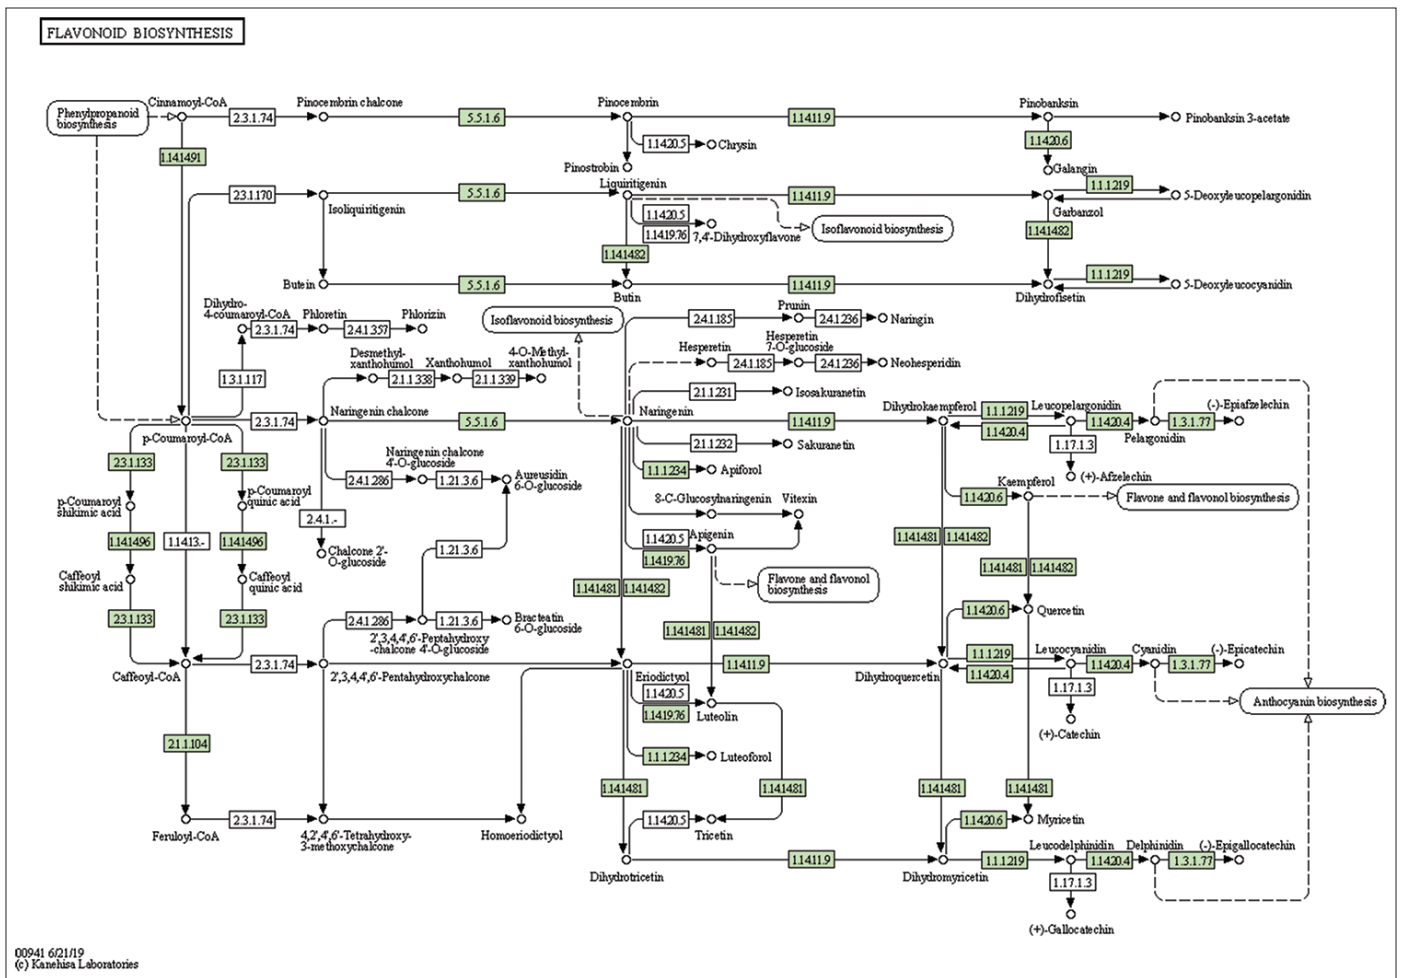 FLAVONOID BIOSYNTHESIS
Phenylpropanoid
biosynthesis
Cinnamoyl-CoA
2.3.1.74
Pinocembrin chalcone
5.5.1.6
Pinocembrin
1.14.11.9
Pinobanksin
Pinobanksin 3-acetate
1.14.20.5
Chrysin
1.14.20.6
1.14.14.91
Pinostrobin
Galangin
2.3.1.170
Isoliquiritigenin
5.5.1.6
Liquiritigenin
1.14.11.9
Garbanzol
1.1.1.219
5-Deoxyleucopelargonidin
1.14.20.5
1.14.19.76
7,4'-Dihydroxyflavone
Isoflavonoid biosynthesis
1.14.14.82
1.14.14.82
Butein
5.5.1.6
Butin
1.14.11.9
Dihydrofisetin
1.1.1.219
5-Deoxyleucocyanidin
Dihydro-
4-coumaroyl-CoA
2.3.1.74
Phloretin
2.4.1.357
Phlorizin
Isoflavonoid biosynthesis
2.4.1.185
Prunin
2.4.1.236
Naringin
Desmethyl-
xanthohumol
2.1.1.338
Xanthohumol
2.1.1.339
4-O-Methyl-
xanthohumol
Hesperetin
2.4.1.185
Hesperetin
7-O-glucoside
2.4.1.236
Neohesperidin
1.3.1.117
2.1.1.231
Isosakuranetin
p-Coumaroyl-CoA
2.3.1.74
Naringenin chalcone
5.5.1.6
Naringenin
1.14.11.9
Dihydrokaempferol
1.1.1.219
1.14.20.4
Leucopelargonidin
1.14.20.4
Pelargonidin
1.3.1.77
(-)-Epiafzelechin
2.1.1.232
Sakuranetin
1.17.1.3
(+)-Afzelechin
2.3.1.133
2.3.1.133
Naringenin chalcone
4'-O-glucoside
2.4.1.286
1.21.3.6
Aureusidin
6-O-glucoside
1.1.1.234
Apiforol
p-Coumaroyl
shikimic acid
p-Coumaroyl
quinic acid
8-C-Glucosylnaringenin
Vitexin
1.14.20.6
Kaempferol
Flavone and flavonol biosynthesis
2.4.1.-
Chalcone 2'-
O-glucoside
1.14.14.96
1.14.13.-
1.14.14.96
1.21.3.6
1.14.20.5
1.14.19.76
Apigenin
1.14.14.81
1.14.14.82
Caffeoyl
shikimic acid
Caffeoyl
quinic acid
1.14.14.81
1.14.14.82
Flavone and flavonol
biosynthesis
1.14.14.81
1.14.14.82
2.3.1.133
2.3.1.133
2.4.1.286
1.21.3.6
Bracteatin
6-O-glucoside
2',3,4,4',6'-Peptahydroxy
-chalcone 4'-O-glucoside
1.14.14.81
1.14.14.82
1.14.20.6
Quercetin
Caffeoyl-CoA
2.3.1.74
2',3,4,4',6'-Pentahydroxychalcone
Eriodictyol
1.14.11.9
Dihydroquercetin
1.1.1.219
1.14.20.4
Leucocyanidin
1.14.20.4
Cyanidin
1.3.1.77
(-)-Epicatechin
1.14.20.5
1.14.19.76
Luteolin
1.17.1.3
(+)-Catechin
Anthocyanin biosynthesis
2.1.1.104
1.1.1.234
Luteoforol
1.14.14.81
1.14.14.81
1.14.14.81
1.14.14.81
Feruloyl-CoA
2.3.1.74
4,2',4',6'-Tetrahydroxy-
3-methoxychalcone
Homoeriodictyol
1.14.20.5
Tricetin
1.14.20.6
Myricetin
Dihydrotricetin
1.14.11.9
Dihydromyricetin
1.1.1.219
Leucodelphinidin
1.14.20.4
Delphinidin
1.3.1.77
(-)-Epigallocatechin
1.17.1.3
(+)-Gallocatechin
00941 6/21/19
(c) Kanehisa Laboratories